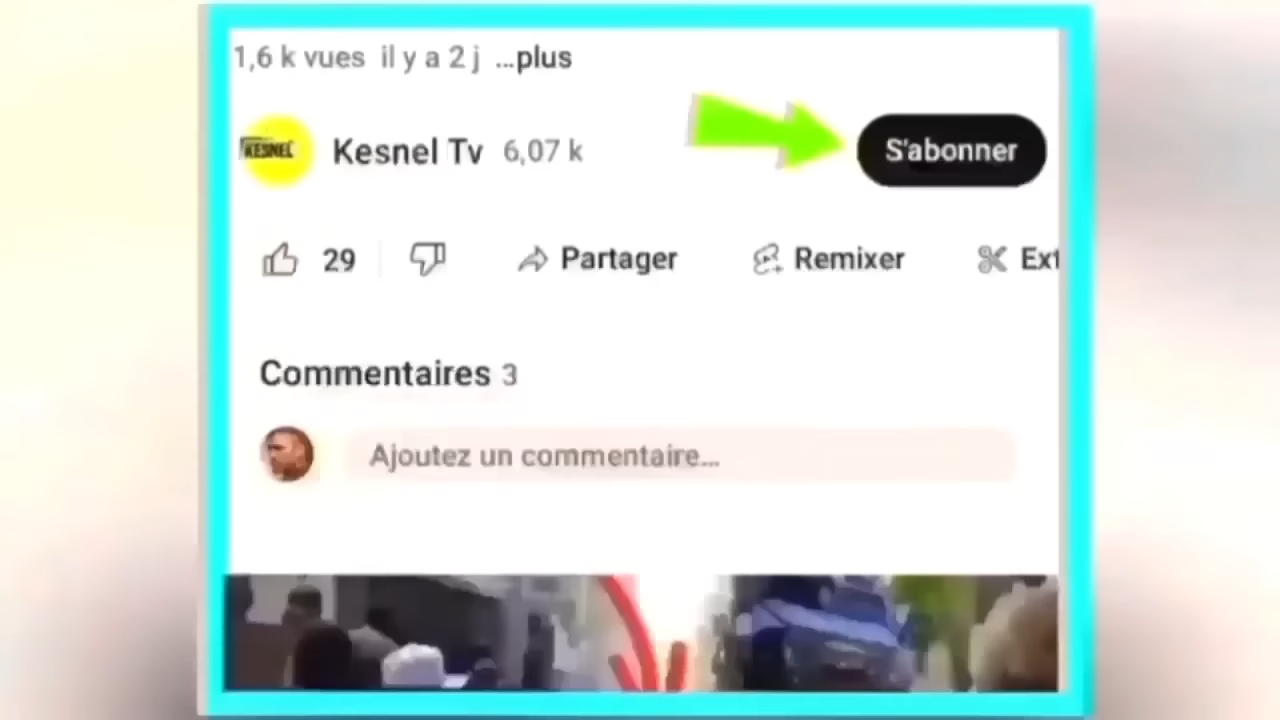 1,6 k vues il y a 2 j ...plus
KESNEL
Kesnel Tv 6,07 k
S'abonner
29
Partager
Remixer
Ext
Commentaires 3
Ajoutez un commentaire...